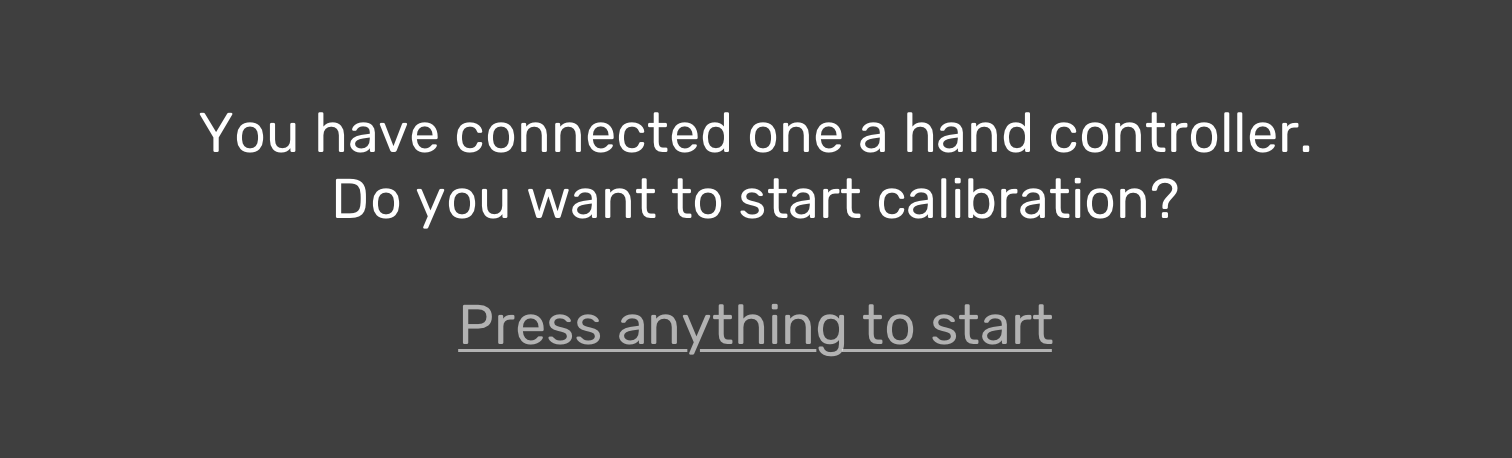 You have connected one a hand controller.
Do you want to start calibration?
Press anything to start